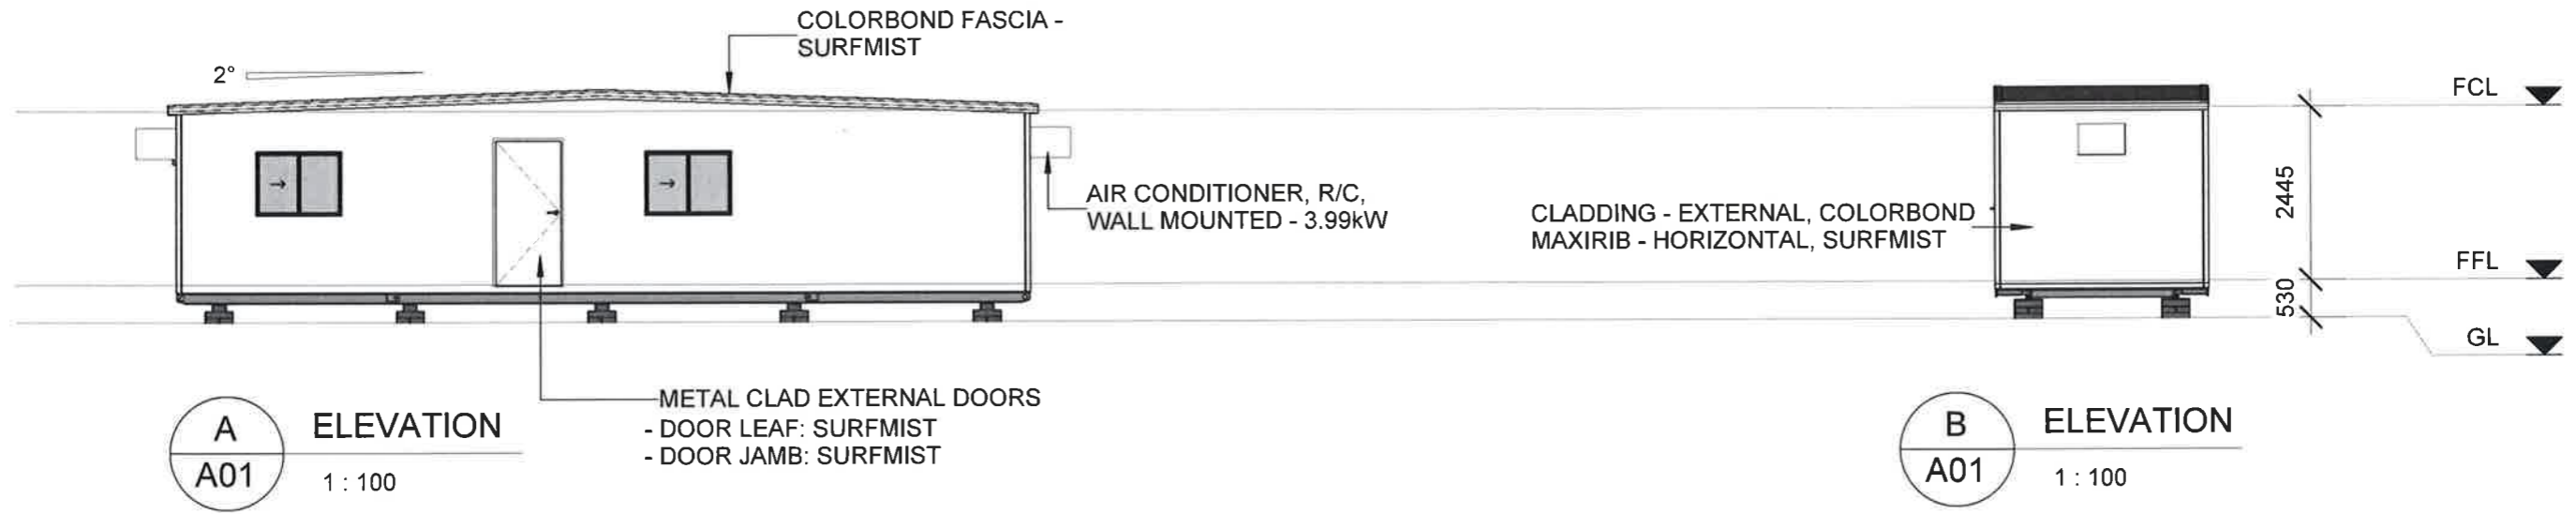 COLORBOND FASCIA -
SURFMIST
2°
AIR CONDITIONER, R/C,
WALL MOUNTED - 3.99kW
METAL CLAD EXTERNAL DOORS
- DOOR LEAF: SURFMIST
- DOOR JAMB: SURFMIST
A
A01
ELEVATION
1 : 100
CLADDING - EXTERNAL, COLORBOND
MAXIRIB - HORIZONTAL, SURFMIST
FCL
2445
FFL
530
GL
B
A01
ELEVATION
1 : 100